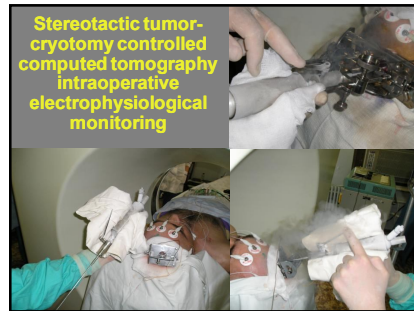 Stereotactic tumor-
cryotomy controlled
computed tomography
intraoperative
electrophysiological
monitoring